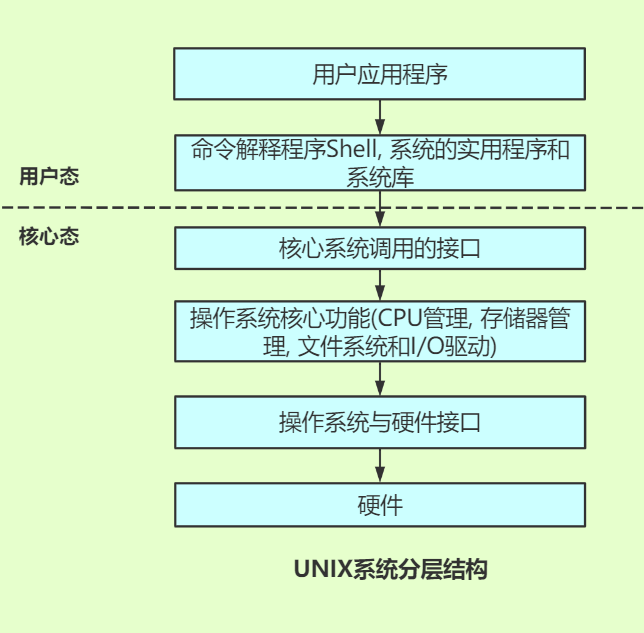 用户应用程序
命令解释程序Shell, 系统的实用程序和
系统库
用户态
核心态
核心系统调用的接口
操作系统核心功能(CPU管理, 存储器管
理, 文件系统和I/O驱动)
操作系统与硬件接口
硬件
UNIX系统分层结构